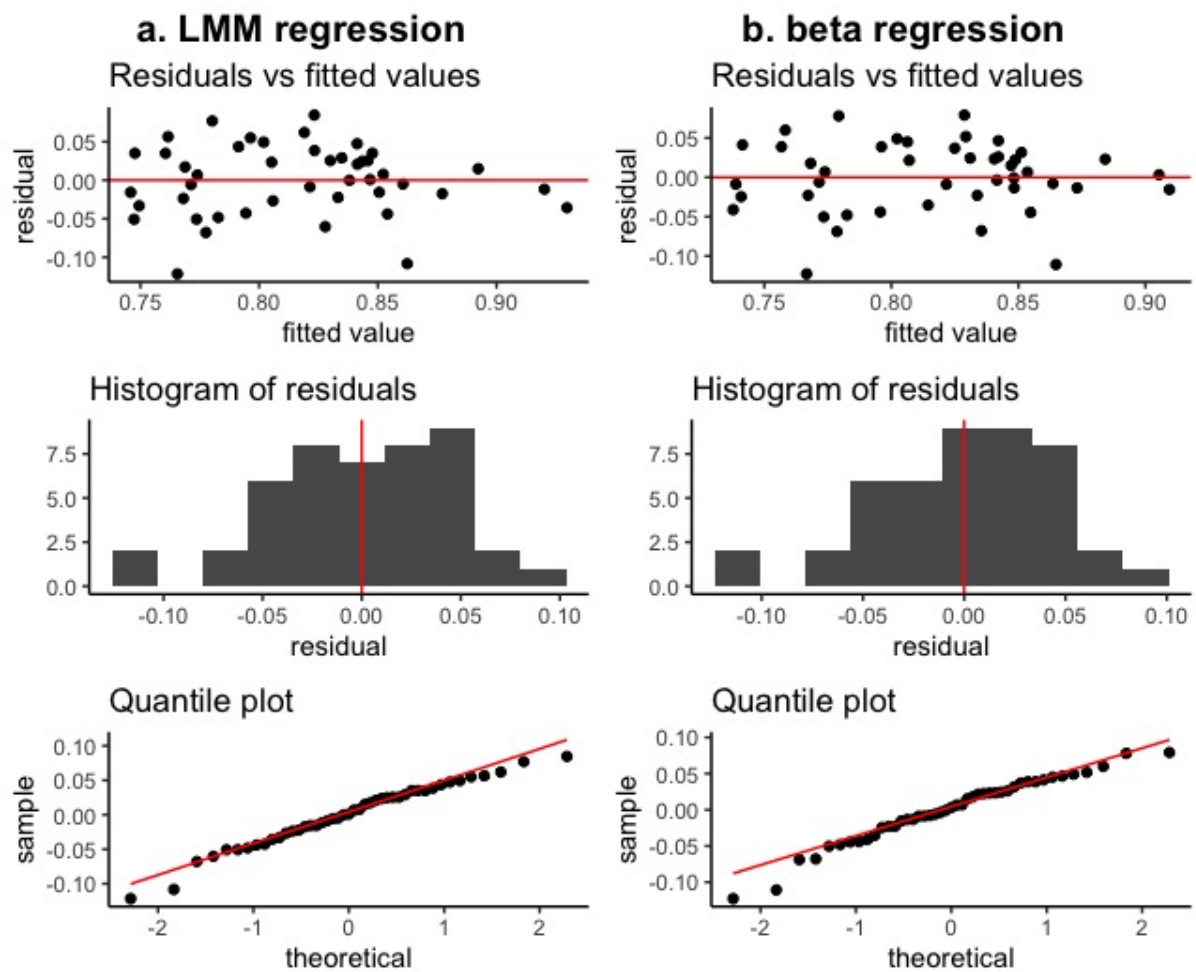 a. LMM regression
Residuals vs fitted values
residual
0.05
0.00
-0.05
-0.10
0.75 0.80 0.85 0.90
fitted value
Histogram of residuals
7.5
5.0
2.5
0.0
-0.10 -0.05 0.00 0.05 0.10
residual
Quantile plot
sample
0.10
0.05
0.00
-0.05
-0.10
-2 -1 0 1 2
theoretical
b. beta regression
Residuals vs fitted values
residual
0.05
0.00
-0.05
-0.10
0.75 0.80 0.85 0.90
fitted value
Histogram of residuals
7.5
5.0
2.5
0.0
-0.10 -0.05 0.00 0.05 0.10
residual
Quantile plot
sample
0.10
0.05
0.00
-0.05
-0.10
-2 -1 0 1 2
theoretical